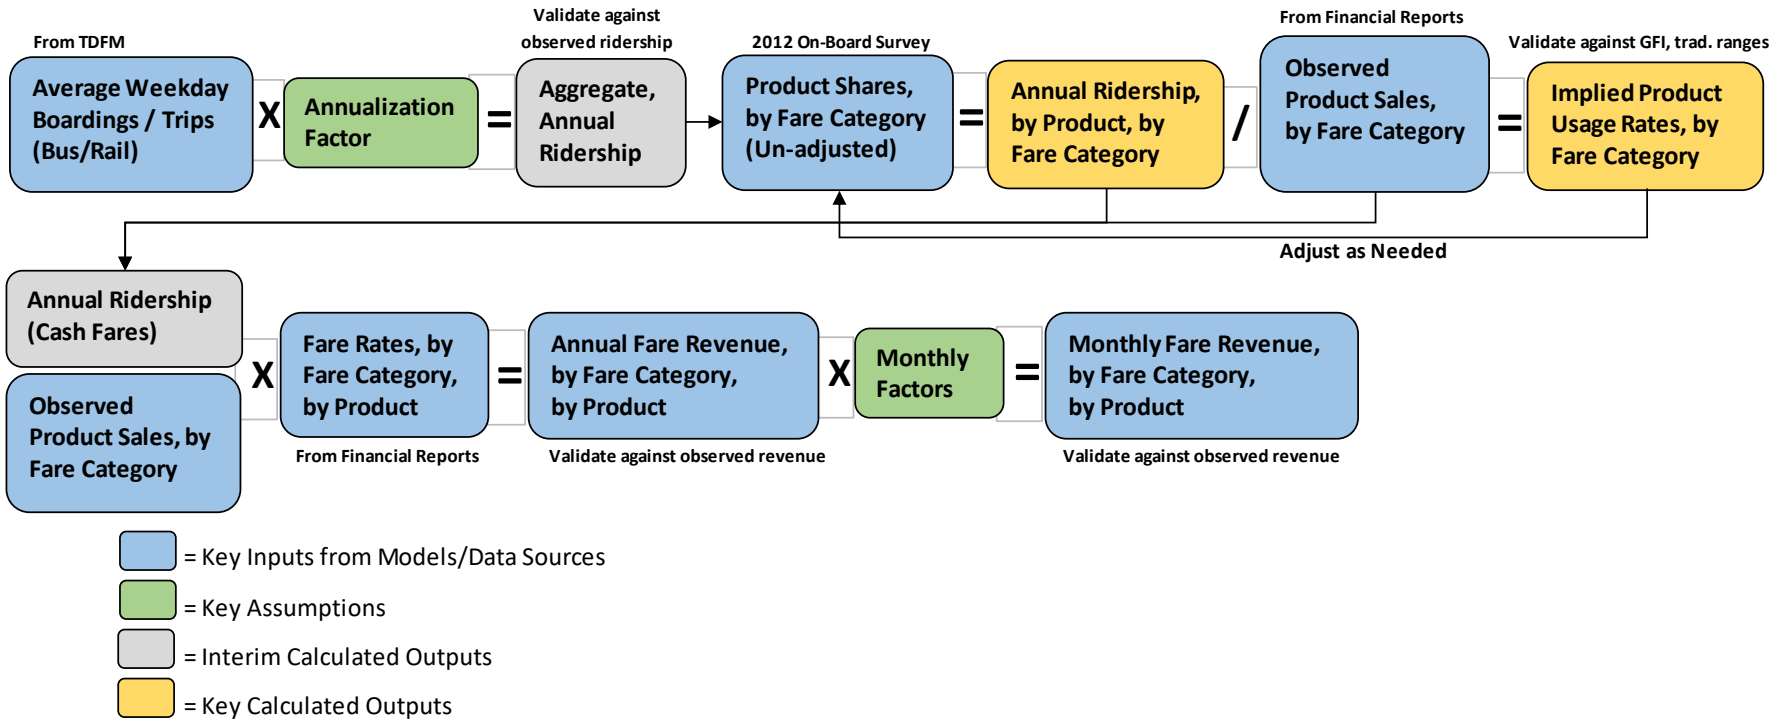 From TDFM
Average Weekday
Boardings / Trips
(Bus/Rail)
X
Annualization
Factor
=
Validate against
observed ridership
Aggregate,
Annual
Ridership
2012 On-Board Survey
Product Shares,
by Fare Category
(Un-adjusted)
=
Annual Ridership,
by Product, by
Fare Category
/
From Financial Reports
Observed
Product Sales,
by Fare Category
=
Validate against GFI, trad. ranges
Implied Product
Usage Rates, by
Fare Category
Adjust as Needed
Annual Ridership
(Cash Fares)
Observed
Product Sales, by
Fare Category
X
Fare Rates, by
Fare Category,
by Product
From Financial Reports
=
Annual Fare Revenue,
by Fare Category,
by Product
Validate against observed revenue
X
Monthly
Factors
=
Monthly Fare Revenue,
by Fare Category,
by Product
Validate against observed revenue
= Key Inputs from Models/Data Sources
= Key Assumptions
= Interim Calculated Outputs
= Key Calculated Outputs